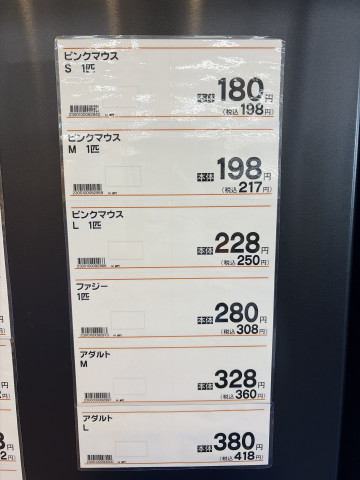 ピンクマウス
S 1匹
180円
(税込198円)
ピンクマウス
M 1匹
本体 198円
(税込217円)
ピンクマウス
L 1匹
本体 228円
(税込250円)
ファジー
1匹
本体 280円
(税込308円)
アダルト
M
本体 328円
(税込360円)
アダルト
L
本体 380円
(税込418円)